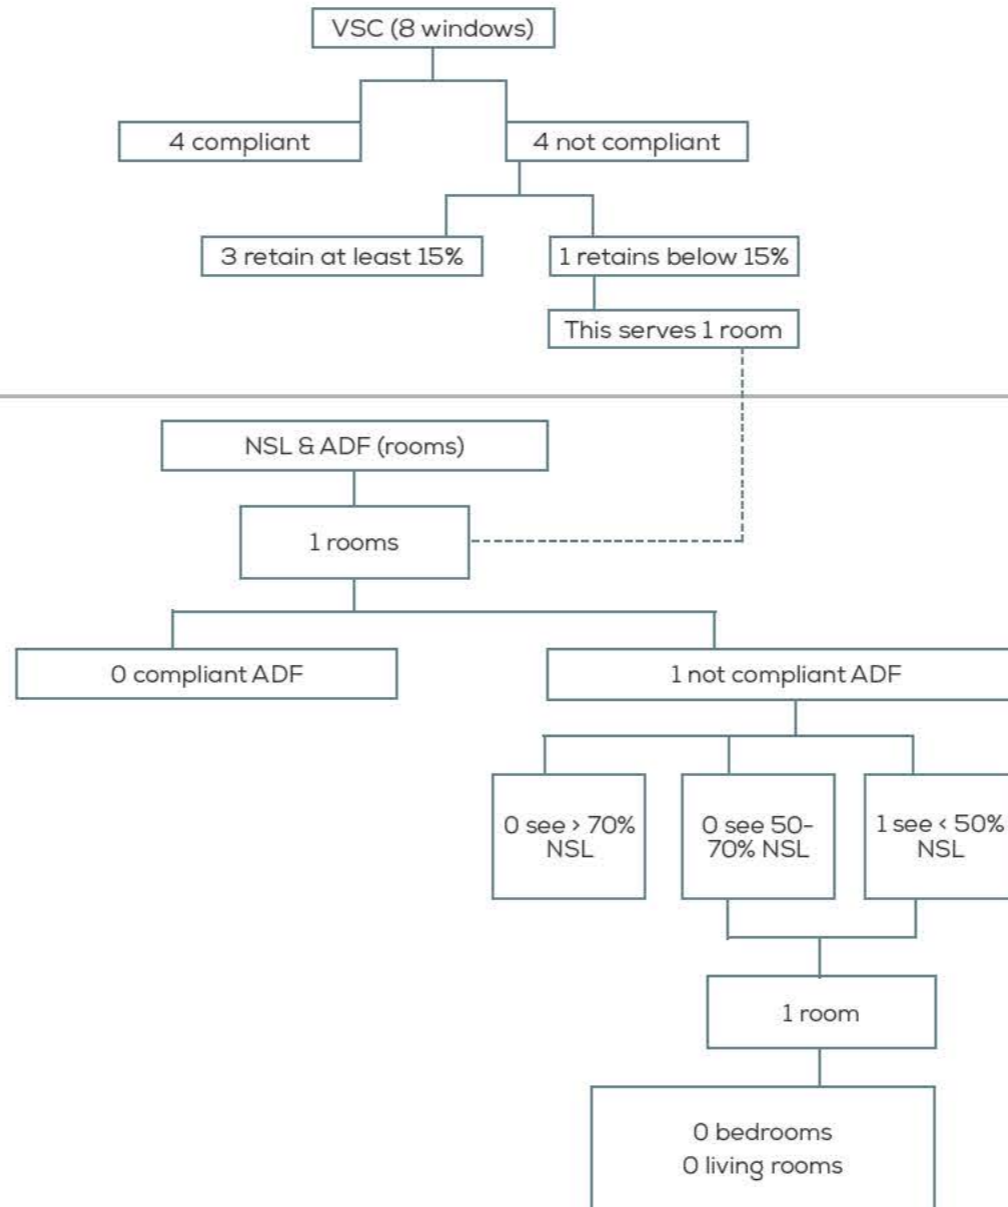 VSC (8 windows)
4 compliant
4 not compliant
3 retain at least 15%
1 retains below 15%
This serves 1 room
NSL & ADF (rooms)
1 rooms
0 compliant ADF
1 not compliant ADF
0 see > 70%
NSL
0 see 50-
70% NSL
1 see < 50%
NSL
1 room
0 bedrooms
0 living rooms